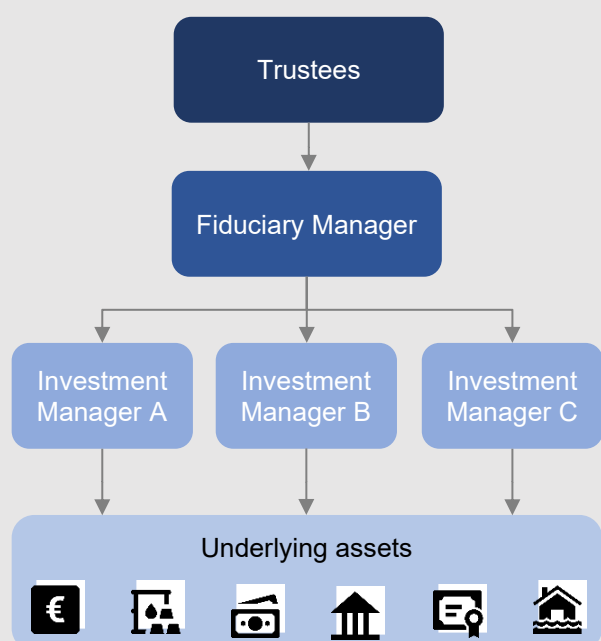 Trustees
Fiduciary Manager
Investment
Manager A
Investment
Manager B
Investment
Manager C
Underlying assets
€